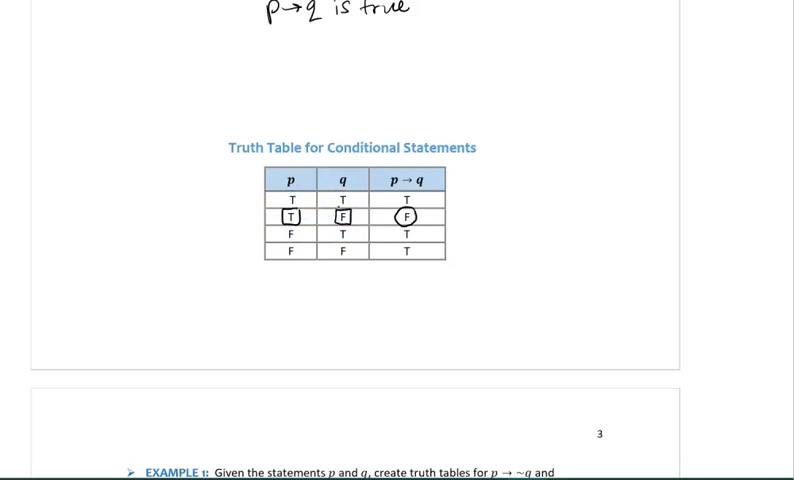 p→q is true
Truth Table for Conditional Statements
p q p → q
T T T
T F F
F T T
F F T
3
➢ EXAMPLE 1: Given the statements p and q, create truth tables for p → ~q and